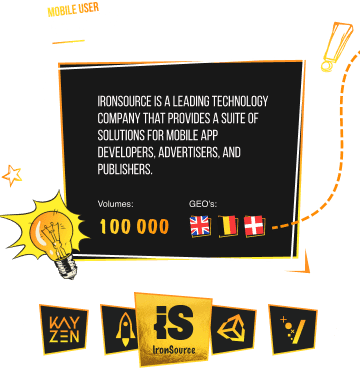 MOBILE USER
IRONSOURCE IS A LEADING TECHNOLOGY
COMPANY THAT PROVIDES A SUITE OF
SOLUTIONS FOR MOBILE APP
DEVELOPERS, ADVERTISERS, AND
PUBLISHERS.
Volumes: GEO's:
100 000
KAY
ZEN
iS
IronSource